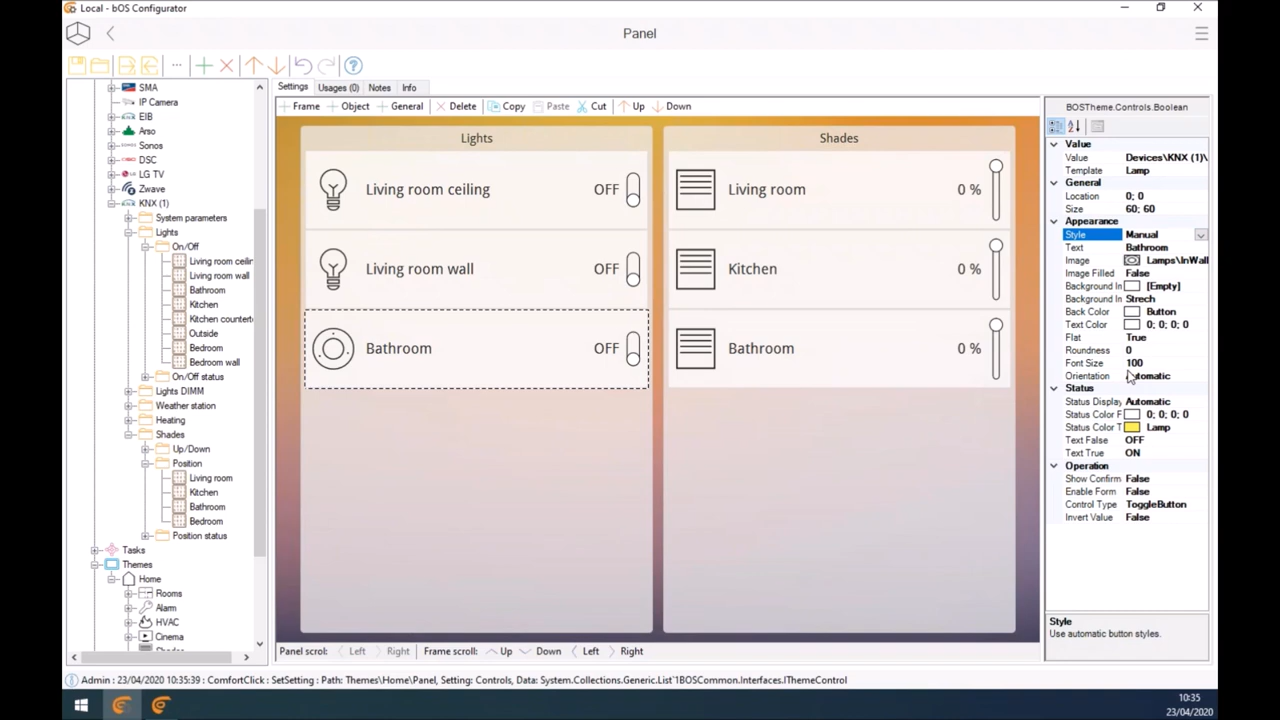 Local - bOS Configurator
Panel
Settings
Usages (0)
Notes
Info
Frame
Object
General
Delete
Copy
Paste
Cut
Up
Down
SMA
IP Camera
EIB
Arso
Sonos
DSC
LG TV
Zwave
KNX (1)
System parameters
Lights
On/Off
Living room ceilin
Living room wall
Bathroom
Kitchen
Kitchen countert
Outside
Bedroom
Bedroom wall
On/Off status
Lights DIMM
Weather station
Heating
Shades
Up/Down
Position
Living room
Kitchen
Bathroom
Bedroom
Position status
Tasks
Themes
Home
Rooms
Alarm
HVAC
Cinema
Lights
Living room ceiling OFF
Living room wall OFF
Bathroom OFF
Shades
Living room 0 %
Kitchen 0 %
Bathroom 0 %
Panel scrol: Left Right Frame scroll: Up Down Left Right
BOSTheme.Controls.Boolean
Value
Value Devices\KNX (1)\
Template Lamp
General
Location 0; 0
Size 60; 60
Appearance
Style Manual
Text Bathroom
Image Lamps\InWall
Image Filled False
Background In [Empty]
Background In Strech
Back Color Button
Text Color 0; 0; 0; 0
Flat True
Roundness 0
Font Size 100
Orientation Automatic
Status
Status Display Automatic
Status Color F 0; 0; 0; 0
Status Color T Lamp
Text False OFF
Text True ON
Operation
Show Confirm False
Enable Form False
Control Type ToggleButton
Invert Value False
Style
Use automatic button styles.
Admin : 23/04/2020 10:35:39 : ComfortClick : SetSetting : Path: Themes\Home\Panel, Setting: Controls, Data: System.Collections.Generic.List`1BOSCommon.Interfaces.IThemeControl
10:35
23/04/2020